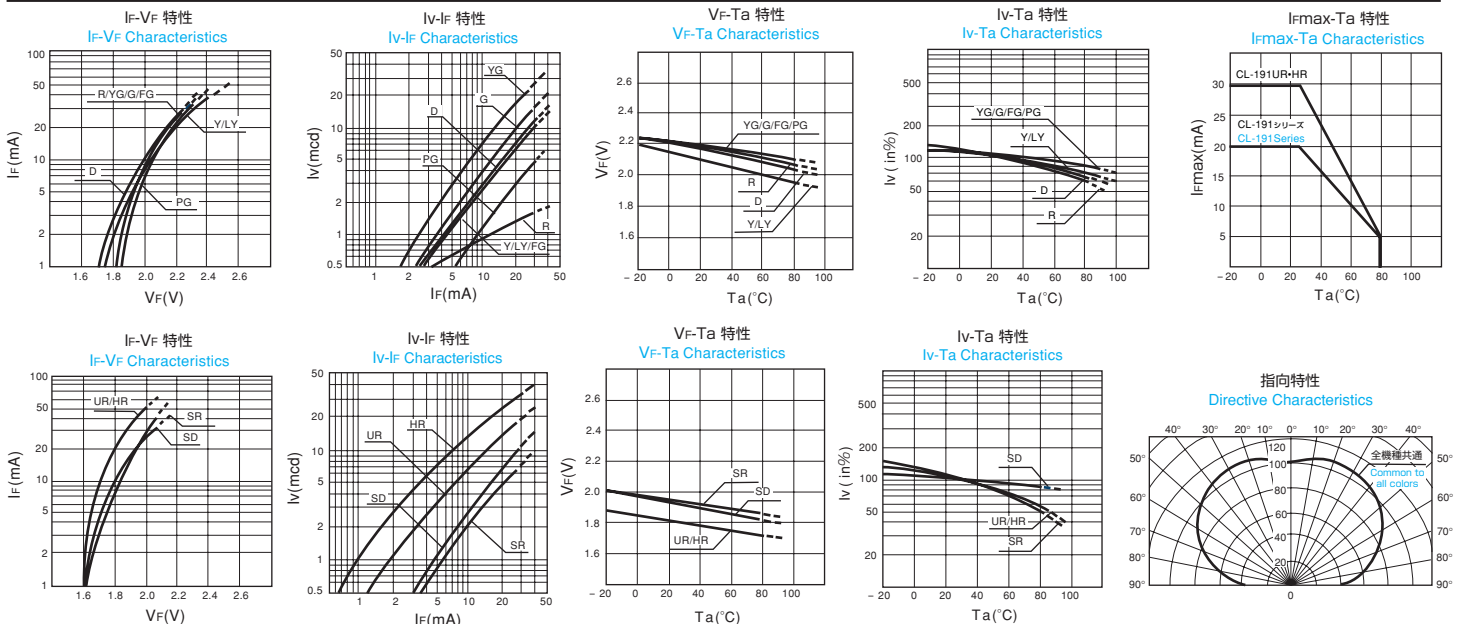 IF-VF 特性
IF-VF Characteristics
100
50
20
10
5
2
1
IF(mA)
R/YG/G/FG
Y/LY
D
PG
1.6
1.8
2.0
2.2
2.4
2.6
VF(V)
Iv-IF 特性
Iv-IF Characteristics
50
20
10
5
2
1
0.5
Iv(mcd)
YG
G
D
PG
R
Y/LY/FG
1
2
5
10
20
50
IF(mA)
VF-Ta 特性
VF-Ta Characteristics
2.6
2.4
2.2
2.0
1.8
1.6
VF(V)
YG/G/FG/PG
R
D
Y/LY
－20
0
20
40
60
80
100
Ta(°C)
Iv-Ta 特性
Iv-Ta Characteristics
500
200
100
50
20
Iv ( in%)
YG/G/FG/PG
Y/LY
D
R
－20
0
20
40
60
80
100
Ta(°C)
IFmax-Ta 特性
IFmax-Ta Characteristics
30
25
20
15
10
5
IFmax(mA)
CL-191UR•HR
CL-191シリーズ
CL-191Series
－20
0
20
40
60
80
100
Ta(°C)
IF-VF 特性
IF-VF Characteristics
100
50
20
10
5
2
1
IF(mA)
UR/HR
SR
SD
1.6
1.8
2.0
2.2
2.4
2.6
VF(V)
Iv-IF 特性
Iv-IF Characteristics
50
20
10
5
2
1
0.5
Iv(mcd)
HR
UR
SD
SR
1
2
5
10
20
50
IF(mA)
VF-Ta 特性
VF-Ta Characteristics
2.6
2.4
2.2
2.0
1.8
1.6
VF(V)
SR
SD
UR/HR
－20
0
20
40
60
80
100
Ta(°C)
Iv-Ta 特性
Iv-Ta Characteristics
500
200
100
50
20
Iv ( in%)
SD
UR/HR
SR
－20
0
20
40
60
80
100
Ta(°C)
指向特性
Directive Characteristics
40° 30° 20° 10° 0° 10° 20° 30° 40°
50°
60°
70°
80°
90°
120
100
80
60
40
20
0
全機種共通
Common to
all colors
50°
60°
70°
80°
90°